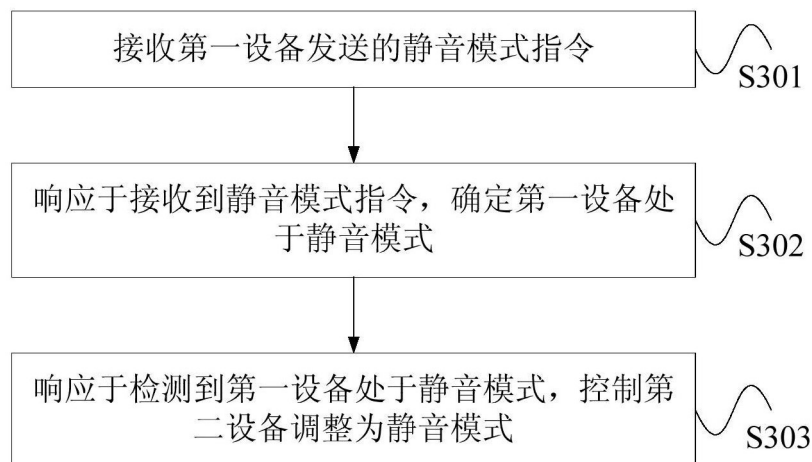 接收第一设备发送的静音模式指令
S301
响应于接收到静音模式指令，确定第一设备处
于静音模式
S302
响应于检测到第一设备处于静音模式，控制第
二设备调整为静音模式
S303